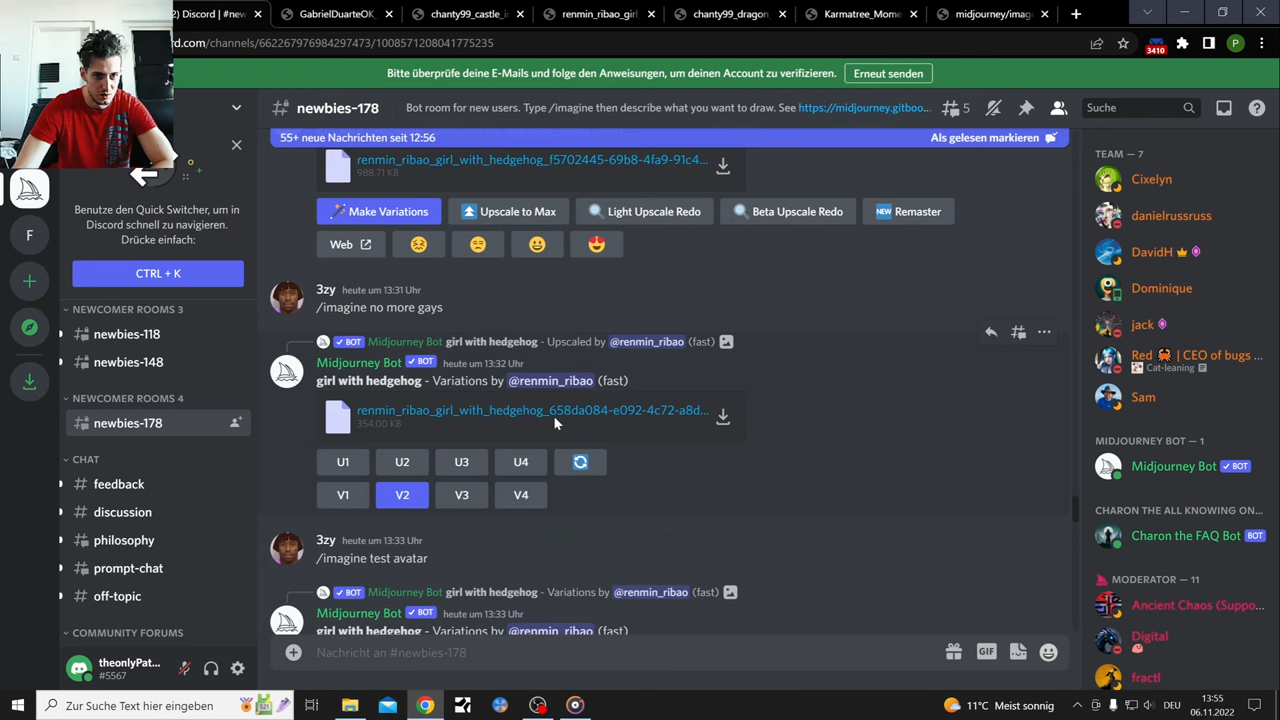 ) Discord | #new
GabrielDuarteOK_
chanty99_castle_in
renmin_ribao_girl_
chanty99_dragon_
Karmatree_Mome
midjourney/imag
rd.com/channels/662267976984297473/1008571208041775235
3410
P
Bitte überprüfe deine E-Mails und folge den Anweisungen, um deinen Account zu verifizieren.
Erneut senden
newbies-178
Bot room for new users. Type /imagine then describe what you want to draw. See https://midjourney.gitboo...
5
Suche
55+ neue Nachrichten seit 12:56
Als gelesen markieren
renmin_ribao_girl_with_hedgehog_f5702445-69b8-4fa9-91c4...
988.71 KB
Make Variations
Upscale to Max
Light Upscale Redo
Beta Upscale Redo
NEW Remaster
Web
3zy heute um 13:31 Uhr
/imagine no more gays
BOT Midjourney Bot girl with hedgehog - Upscaled by @renmin_ribao (fast)
Midjourney Bot BOT heute um 13:32 Uhr
girl with hedgehog - Variations by @renmin_ribao (fast)
renmin_ribao_girl_with_hedgehog_658da084-e092-4c72-a8d...
354.00 KB
U1 U2 U3 U4
V1 V2 V3 V4
3zy heute um 13:33 Uhr
/imagine test avatar
BOT Midjourney Bot girl with hedgehog - Variations by @renmin_ribao (fast)
Midjourney Bot BOT heute um 13:33 Uhr
girl with hedgehog - Variations by @renmin_ribao (fast)
Nachricht an #newbies-178
GIF
F
Benutze den Quick Switcher, um in
Discord schnell zu navigieren.
Drücke einfach:
CTRL + K
NEWCOMER ROOMS 3
newbies-118
newbies-148
NEWCOMER ROOMS 4
newbies-178
CHAT
feedback
discussion
philosophy
prompt-chat
off-topic
COMMUNITY FORUMS
theonlyPat...
#5567
TEAM — 7
Cixelyn
danielrussruss
DavidH
Dominique
jack
Red | CEO of bugs ...
Cat-leaning
Sam
MIDJOURNEY BOT — 1
Midjourney Bot BOT
CHARON THE ALL KNOWING ON...
Charon the FAQ Bot BOT
MODERATOR — 11
Ancient Chaos (Suppo...
Digital
fractl
Zur Suche Text hier eingeben
11°C Meist sonnig
DEU
13:55
06.11.2022